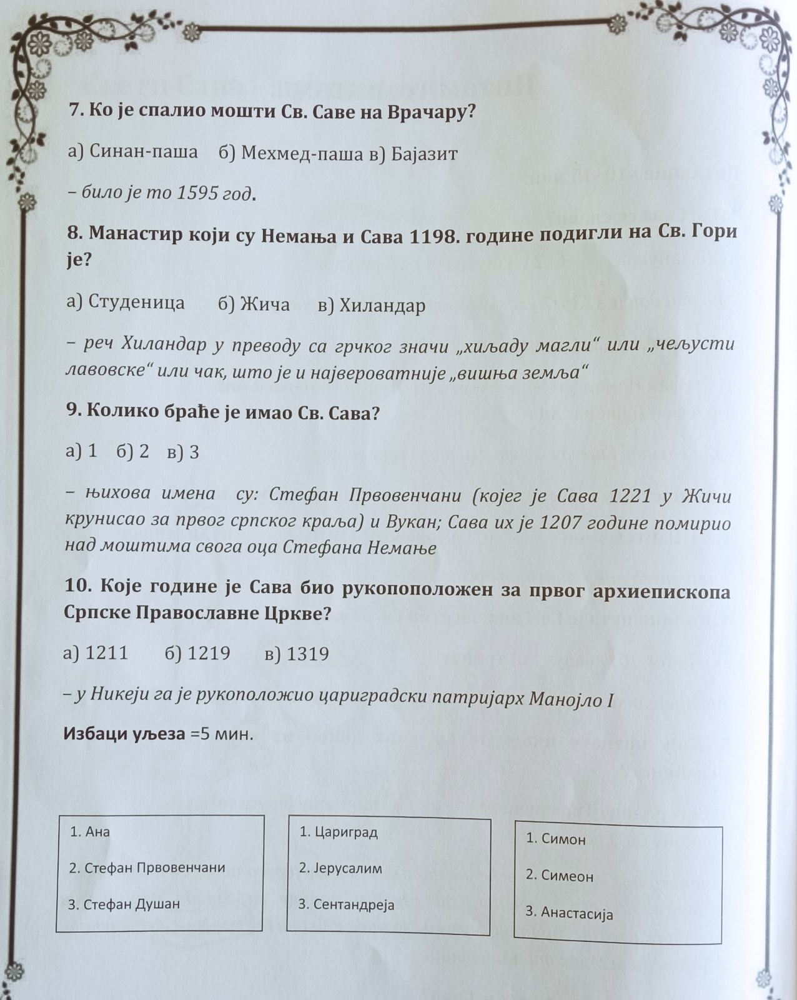 7. Ко је спалио мошти Св. Саве на Врачару?
а) Синан-паша б) Мехмед-паша в) Бајазит
– било је то 1595 год.
8. Манастир који су Немања и Сава 1198. године подигли на Св. Гори
је?
а) Студеница б) Жича в) Хиландар
– реч Хиландар у преводу са грчког значи „хиљаду магли“ или „чељусти
лавовске“ или чак, што је и највероватније „вишња земља“
9. Колико браће је имао Св. Сава?
а) 1 б) 2 в) 3
– њихова имена су: Стефан Првовенчани (којег је Сава 1221 у Жичи
крунисао за првог српског краља) и Вукан; Сава их је 1207 године помирио
над моштима свога оца Стефана Немање
10. Које године је Сава био рукопоположен за првог архиепископа
Српске Православне Цркве?
а) 1211 б) 1219 в) 1319
– у Никеји га је рукоположио цариградски патријарх Манојло I
Избаци уљеза =5 мин.
1. Ана
2. Стефан Првовенчани
3. Стефан Душан
1. Цариград
2. Јерусалим
3. Сентандреја
1. Симон
2. Симеон
3. Анастасија